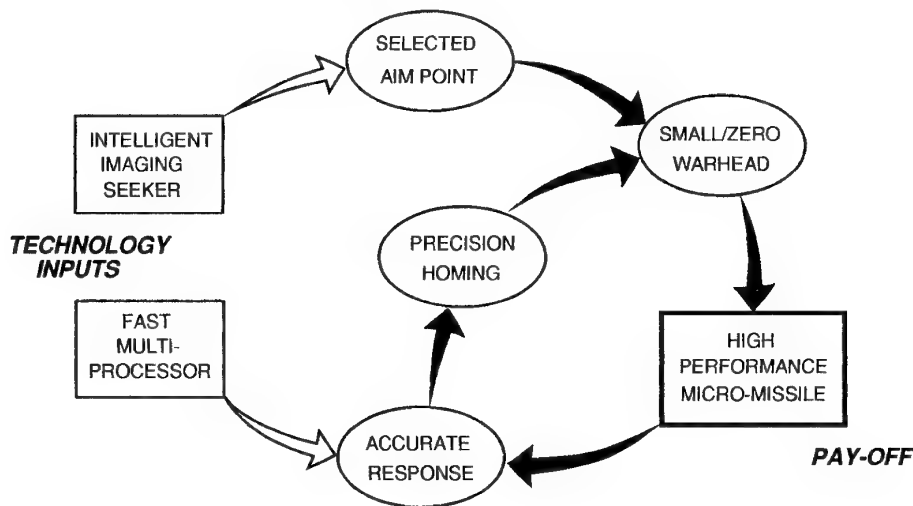 SELECTED
AIM POINT
INTELLIGENT
IMAGING
SEEKER
SMALL/ZERO
WARHEAD
TECHNOLOGY
INPUTS
PRECISION
HOMING
FAST
MULTI-
PROCESSOR
HIGH
PERFORMANCE
MICRO-MISSILE
ACCURATE
RESPONSE
PAY-OFF